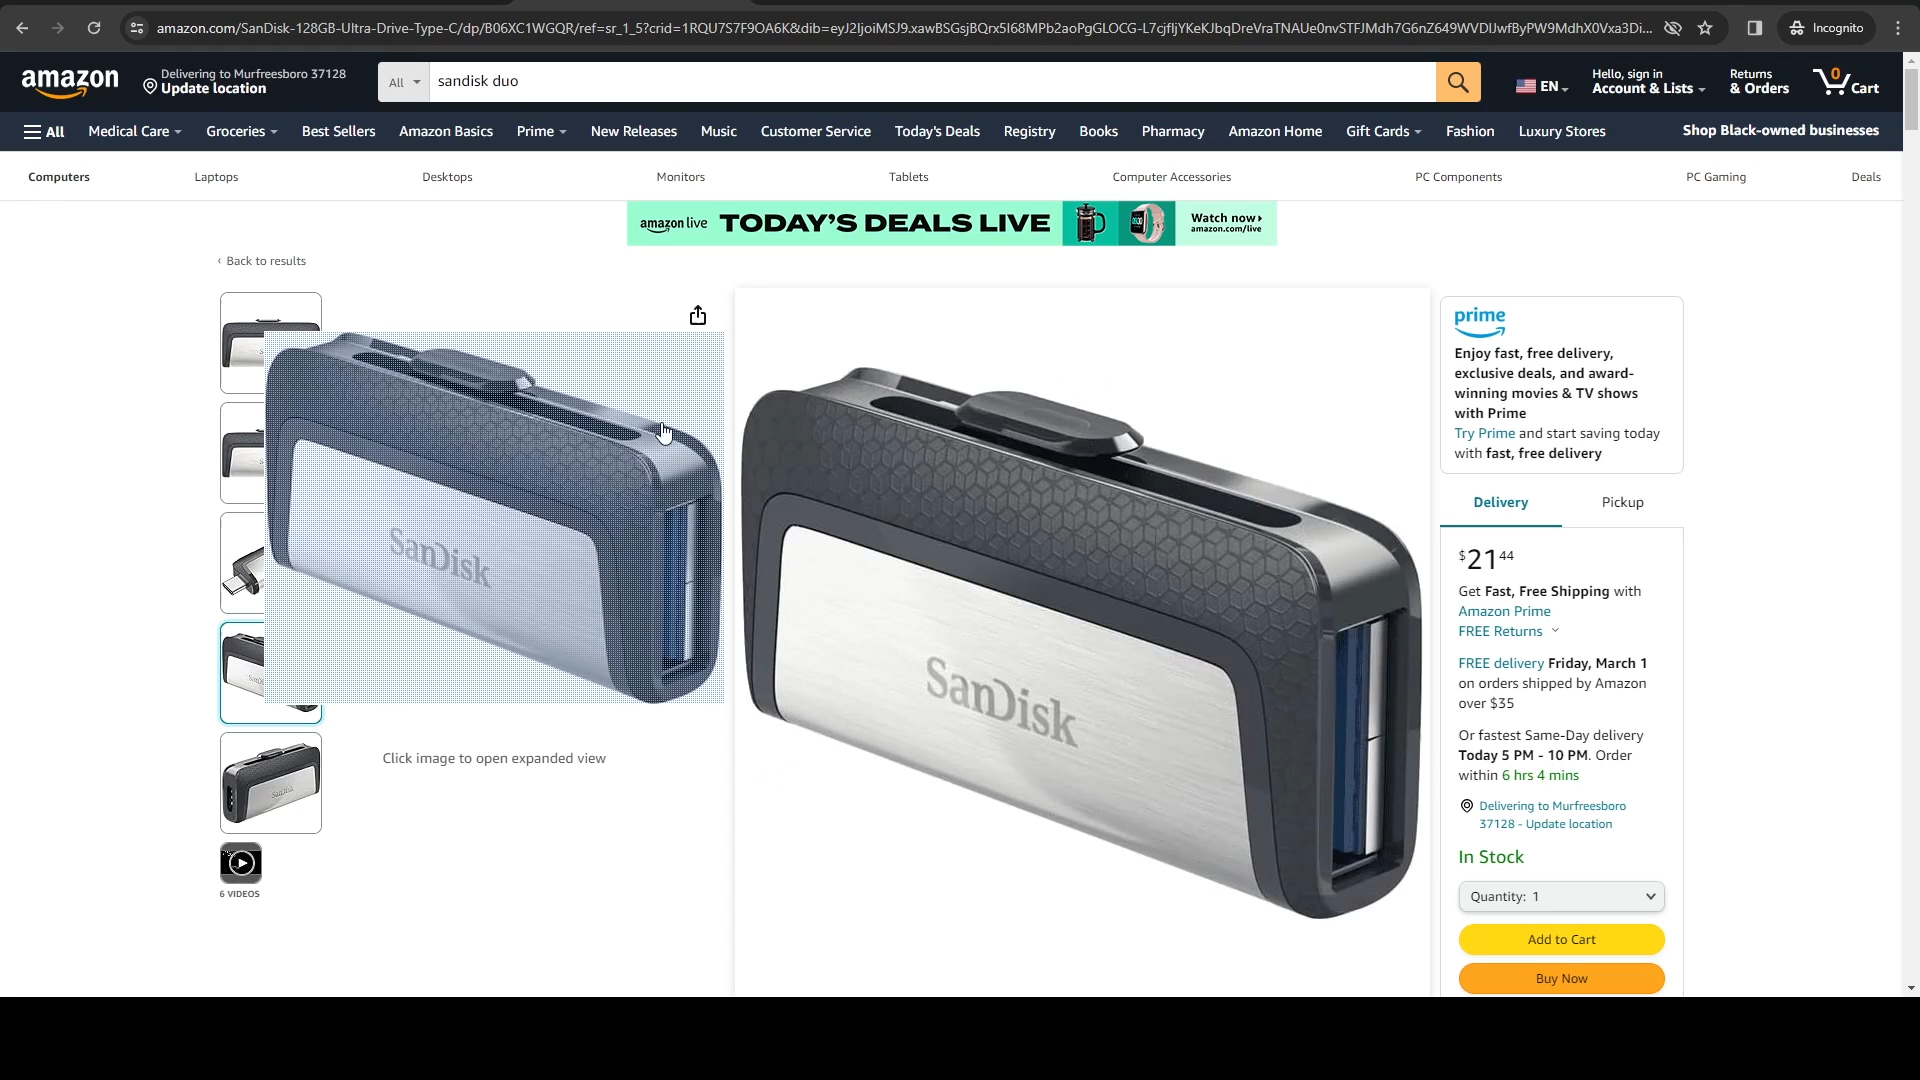 amazon.com/SanDisk-128GB-Ultra-Drive-Type-C/dp/B06XC1WGQR/ref=sr_1_5?crid=1RQU7S7F9OA6K&dib=eyJ2IjoiMSJ9.xawBSGsjBQrx5I68MPb2aoPgGLOCG-L7cjfIjYKeKJbqDreVraTNAUe0nvSTFJMdh7G6nZ649WVDlJwfByPW9MdhX0Vxa3Di...
Incognito
amazon
Delivering to Murfreesboro 37128
Update location
All
sandisk duo
EN
Hello, sign in
Account & Lists
Returns
& Orders
0
Cart
All
Medical Care
Groceries
Best Sellers
Amazon Basics
Prime
New Releases
Music
Customer Service
Today's Deals
Registry
Books
Pharmacy
Amazon Home
Gift Cards
Fashion
Luxury Stores
Shop Black-owned businesses
Computers
Laptops
Desktops
Monitors
Tablets
Computer Accessories
PC Components
PC Gaming
Deals
amazon live
TODAY'S DEALS LIVE
Watch now
amazon.com/live
‹ Back to results
SanDisk
SanDisk
SanDisk
Click image to open expanded view
6 VIDEOS
prime
Enjoy fast, free delivery,
exclusive deals, and award-
winning movies & TV shows
with Prime
Try Prime and start saving today
with fast, free delivery
Delivery
Pickup
$21 44
Get Fast, Free Shipping with
Amazon Prime
FREE Returns
FREE delivery Friday, March 1
on orders shipped by Amazon
over $35
Or fastest Same-Day delivery
Today 5 PM - 10 PM. Order
within 6 hrs 4 mins
Delivering to Murfreesboro
37128 - Update location
In Stock
Quantity: 1
Add to Cart
Buy Now